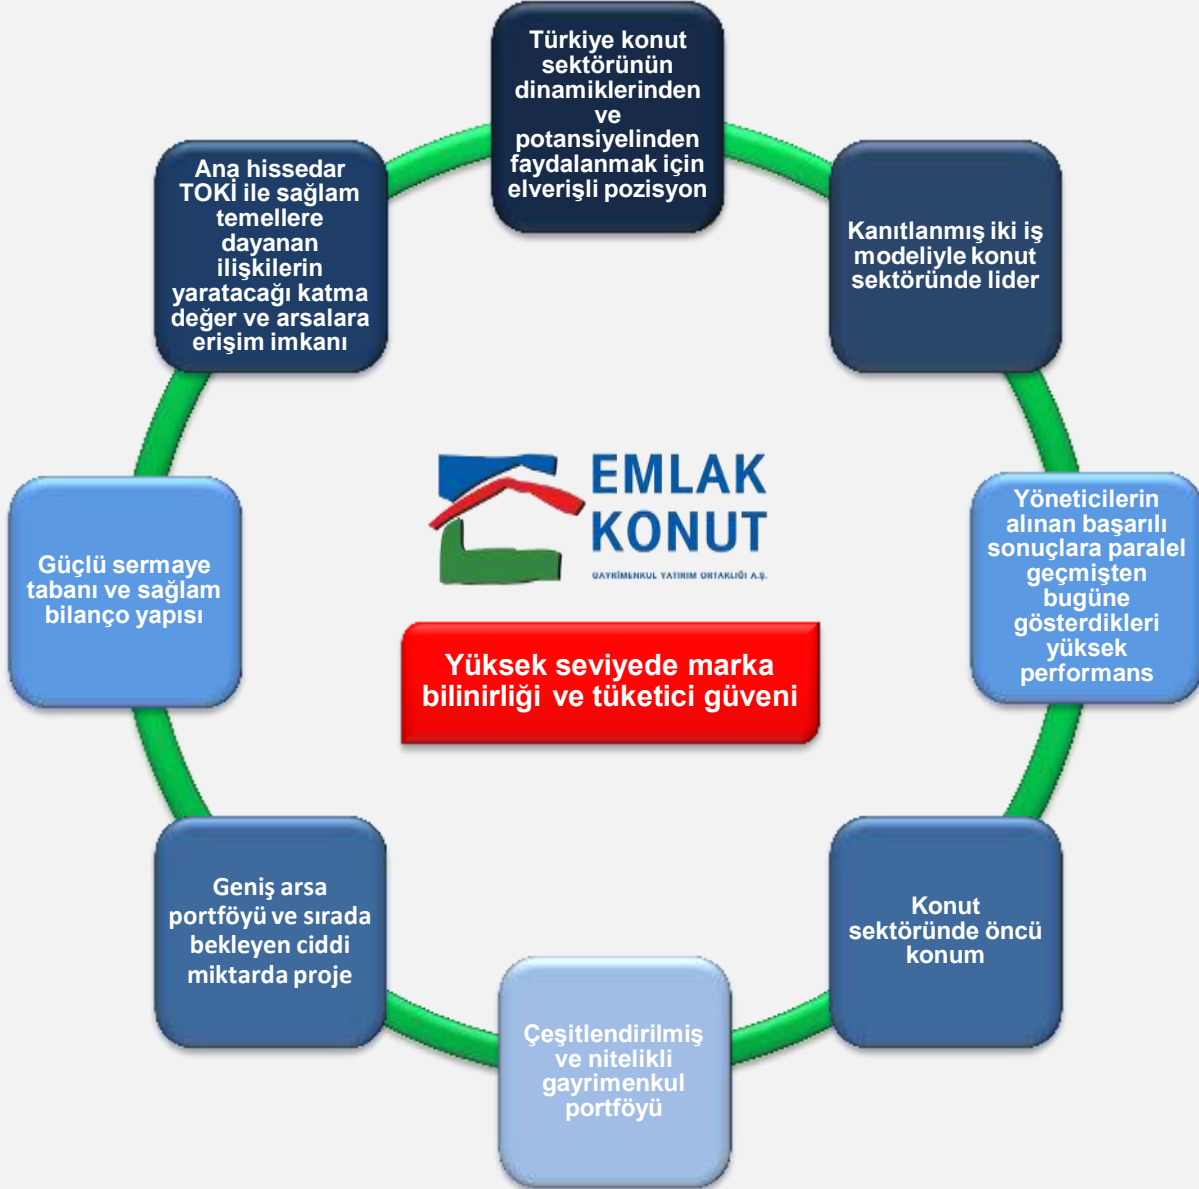 Türkiye konut
sektörünün
dinamiklerinden
ve
potansiyelinden
faydalanmak için
elverişli pozisyon
Kanıtlanmış iki iş
modeliyle konut
sektöründe lider
Yöneticilerin
alınan başarılı
sonuçlara paralel
geçmişten
bugüne
gösterdikleri
yüksek
performans
Konut
sektöründe öncü
konum
Çeşitlendirilmiş
ve nitelikli
gayrimenkul
portföyü
Geniş arsa
portföyü ve sırada
bekleyen ciddi
miktarda proje
Güçlü sermaye
tabanı ve sağlam
bilanço yapısı
Ana hissedar
TOKİ ile sağlam
temellere
dayanan
ilişkilerin
yaratacağı katma
değer ve arsalara
erişim imkanı
EMLAK
KONUT
GAYRİMENKUL YATIRIM ORTAKLIĞI A.Ş.
Yüksek seviyede marka
bilinirliği ve tüketici güveni